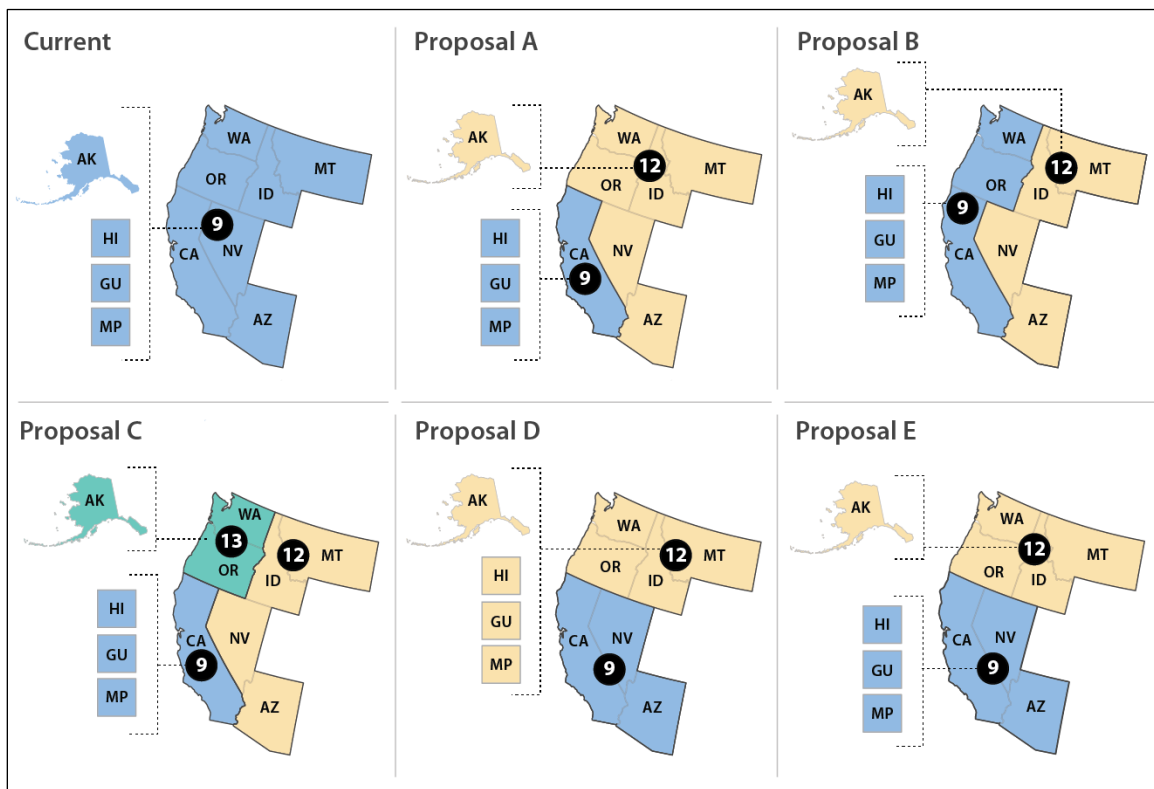 Current
AK
WA
MT
OR
ID
9
HI
CA
NV
GU
MP
AZ
Proposal A
AK
WA
12
MT
OR
ID
HI
NV
CA
9
GU
MP
AZ
Proposal B
AK
WA
12
MT
OR
ID
HI
9
NV
GU
CA
MP
AZ
Proposal C
AK
WA
13
12
MT
OR
ID
HI
CA
NV
GU
9
MP
AZ
Proposal D
WA
12
MT
OR
ID
HI
CA
NV
GU
MP
9
AZ
AK
Proposal E
AK
WA
12
MT
OR
ID
HI
CA
NV
GU
9
MP
AZ